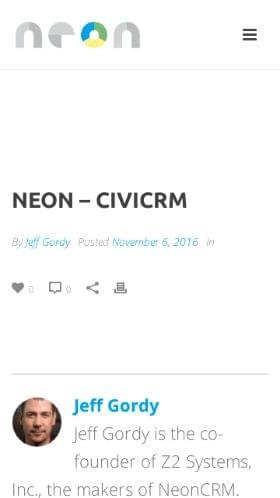 neon
NEON – CIVICRM
By Jeff Gordy Posted November 6, 2016 in
0 0
Jeff Gordy
Jeff Gordy is the co-
founder of Z2 Systems,
Inc., the makers of NeonCRM.